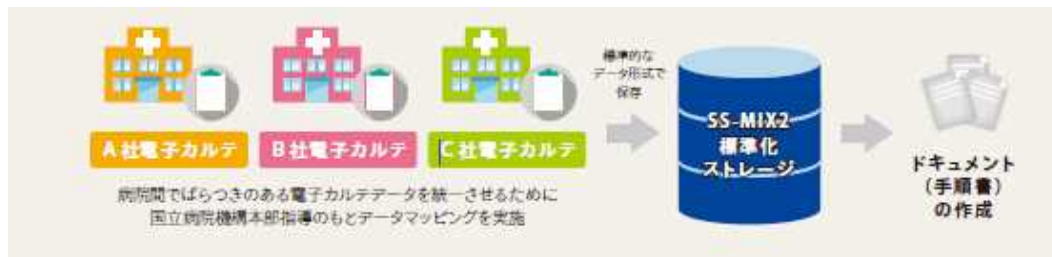 A社電子カルテ
B社電子カルテ
C社電子カルテ
病院間でばらつきのある電子カルテデータを統一させるために
国立病院機構本部指導のもとデータマッピングを実施
標準的な
データ形式で
保存
SS-MIX2
標準化
ストレージ
ドキュメント
(手順書)
の作成